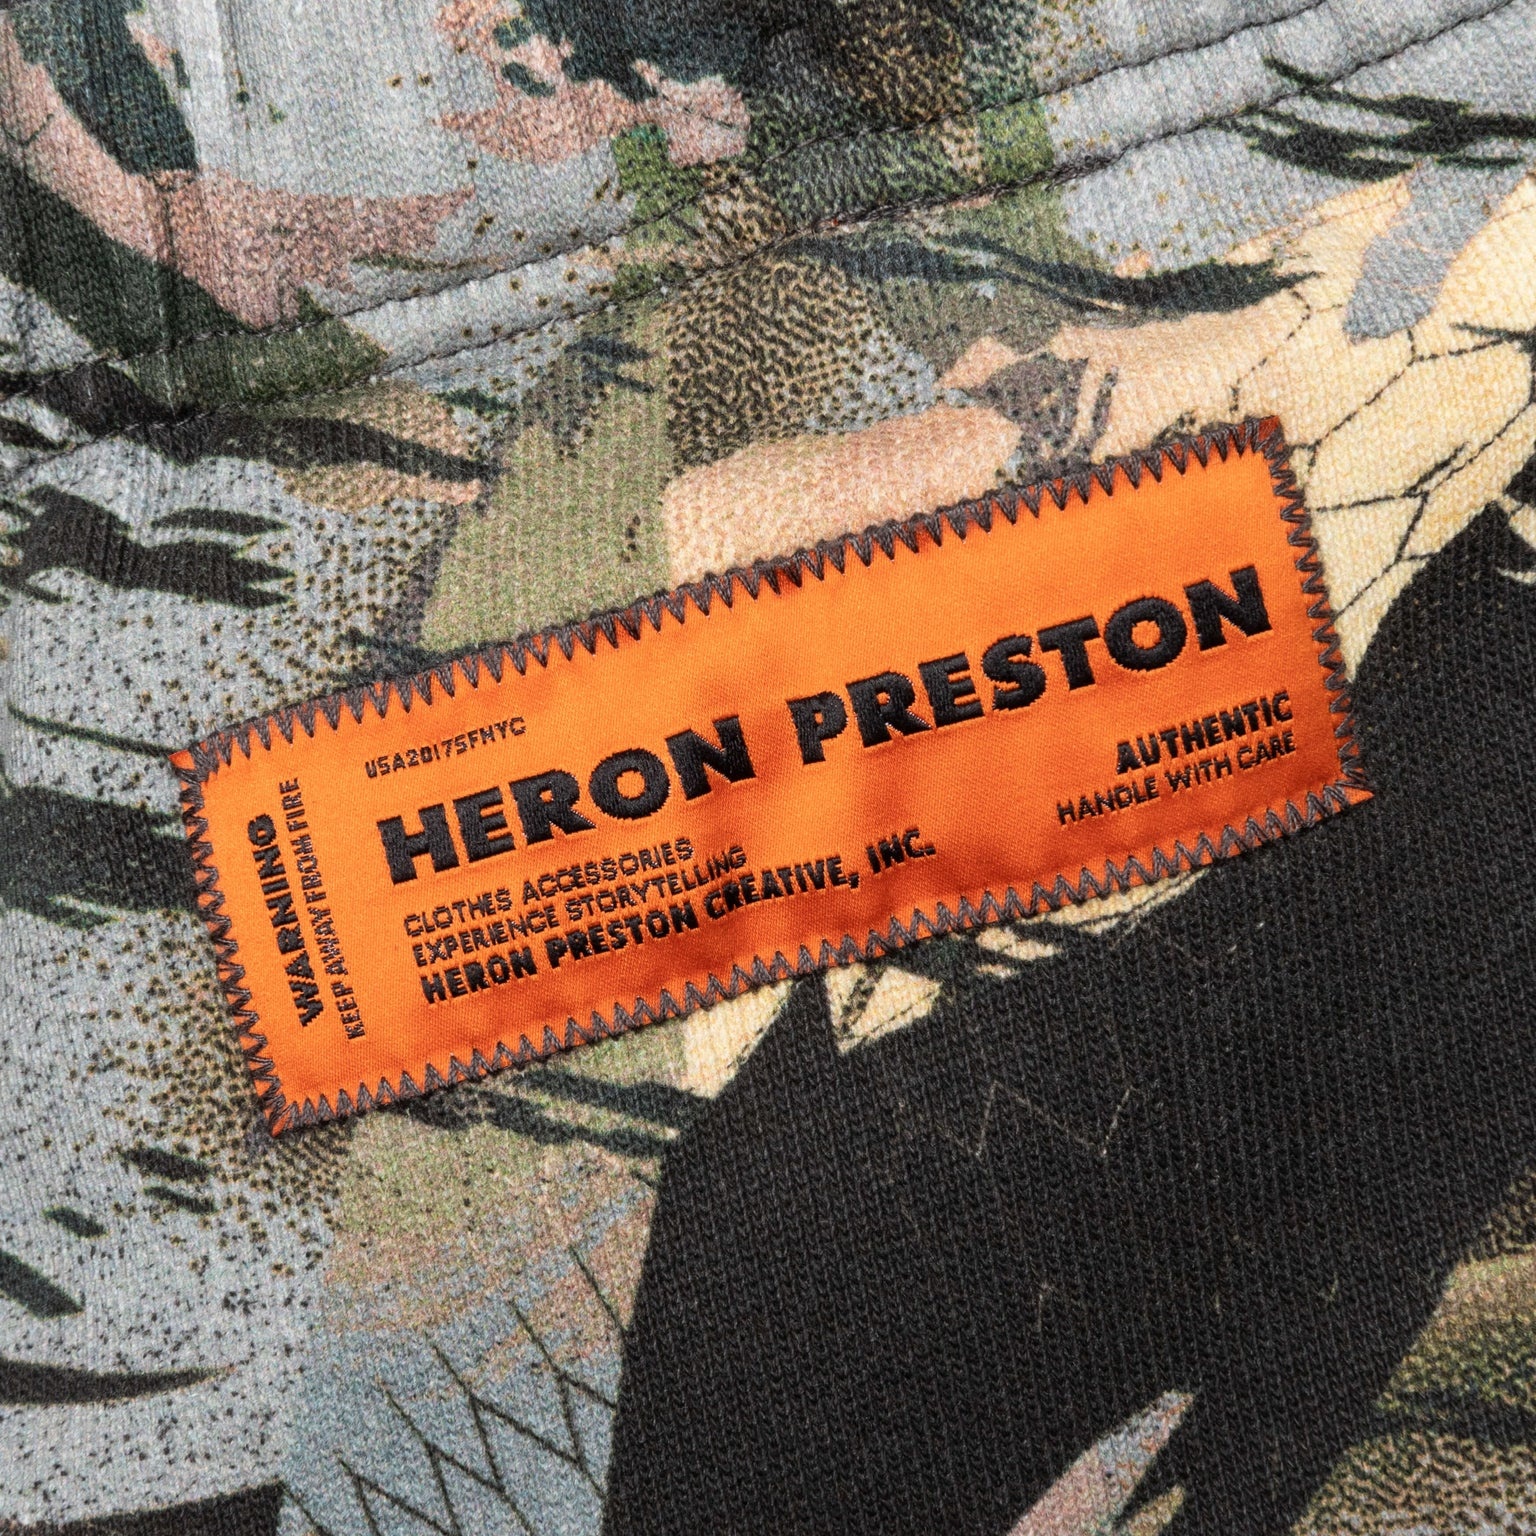 USA2017SFNYC
HERON PRESTON
CLOTHES ACCESSORIES
EXPERIENCE STORYTELLING
HERON PRESTON CREATIVE, INC.
AUTHENTIC
HANDLE WITH CARE
WARNING
KEEP AWAY FROM FIRE